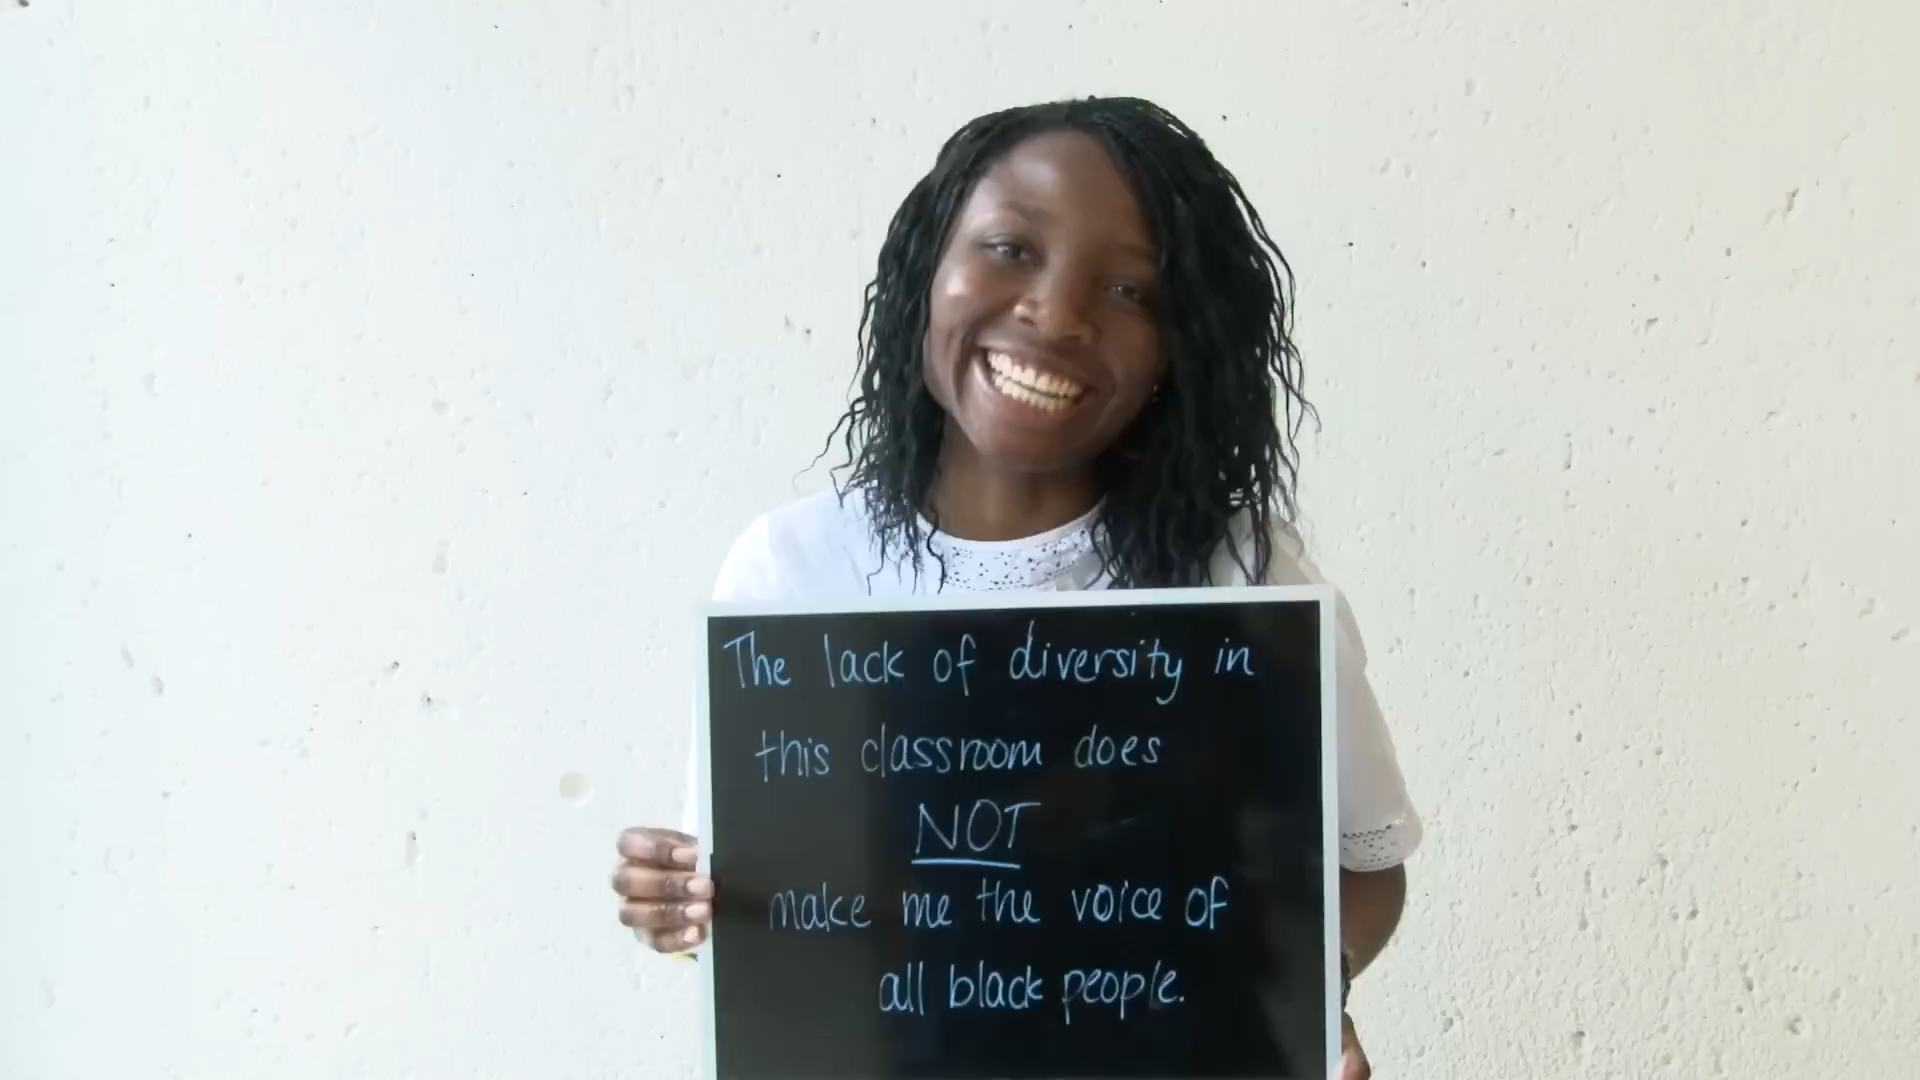 The lack of diversity in
this classroom does
NOT
make me the voice of
all black people.